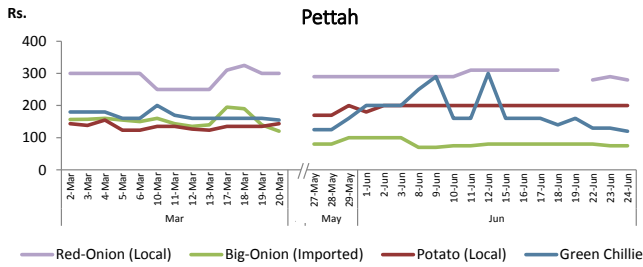 Rs.
Pettah
400
300
200
100
0
2-Mar
3-Mar
4-Mar
5-Mar
6-Mar
10-Mar
11-Mar
12-Mar
13-Mar
17-Mar
18-Mar
19-Mar
20-Mar
27-May
28-May
29-May
1-Jun
2-Jun
3-Jun
8-Jun
9-Jun
10-Jun
11-Jun
12-Jun
15-Jun
16-Jun
17-Jun
18-Jun
19-Jun
22-Jun
23-Jun
24-Jun
Mar
May
Jun
Red-Onion (Local)
Big-Onion (Imported)
Potato (Local)
Green Chillie